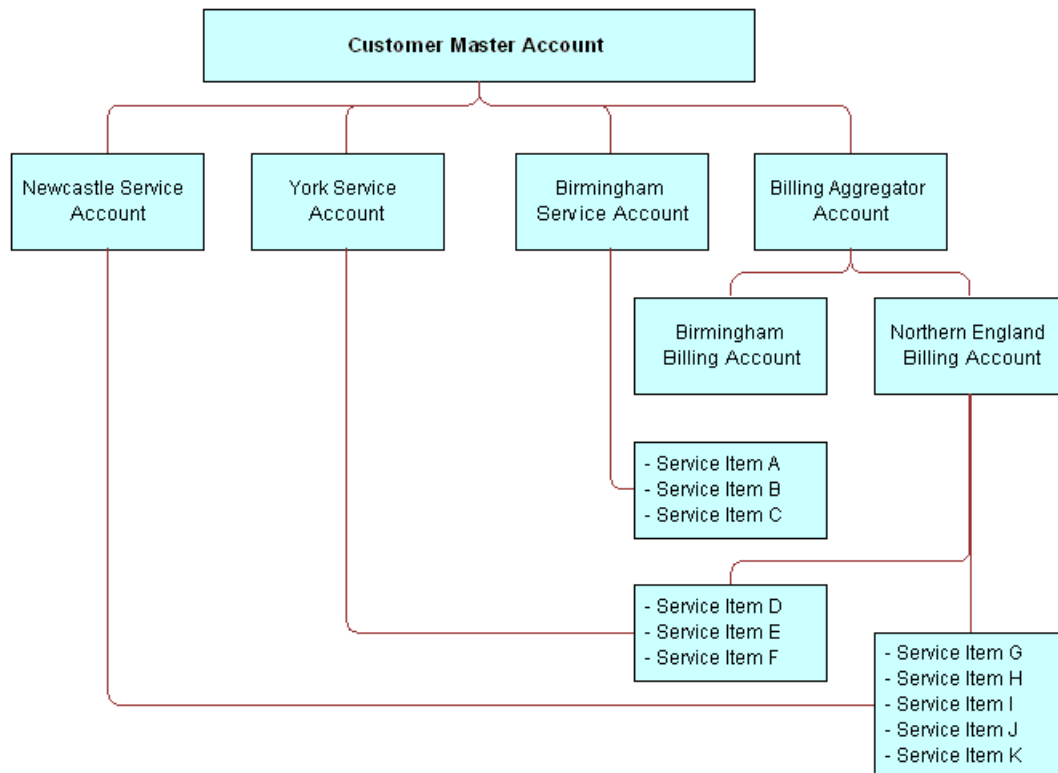 Customer Master Account
Newcastle Service
Account
York Service
Account
Birmingham
Service Account
Billing Aggregator
Account
Birmingham
Billing Account
Northern England
Billing Account
- Service Item A
- Service Item B
- Service Item C
- Service Item D
- Service Item E
- Service Item F
- Service Item G
- Service Item H
- Service Item I
- Service Item J
- Service Item K